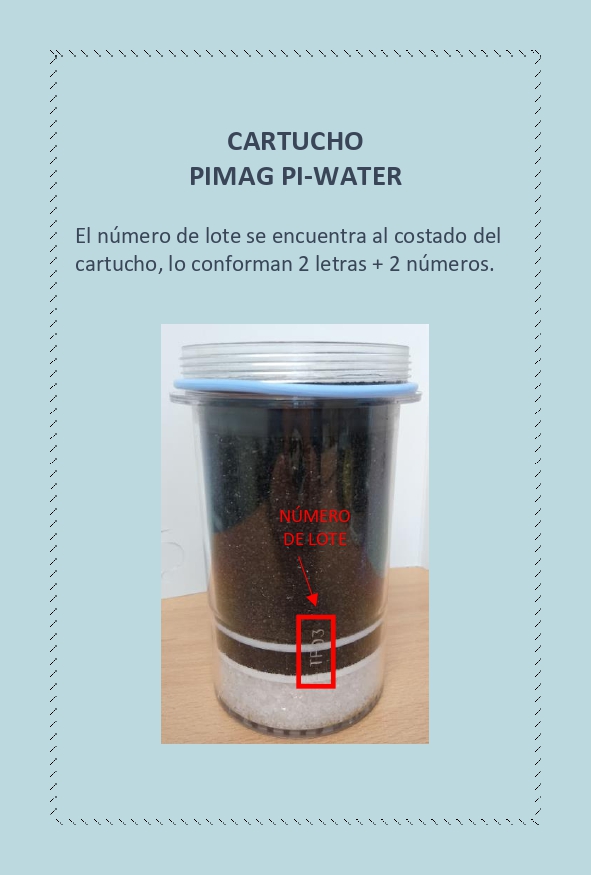 CARTUCHO
PIMAG PI-WATER
El número de lote se encuentra al costado del
cartucho, lo conforman 2 letras + 2 números.
NÚMERO
DE LOTE
TF03